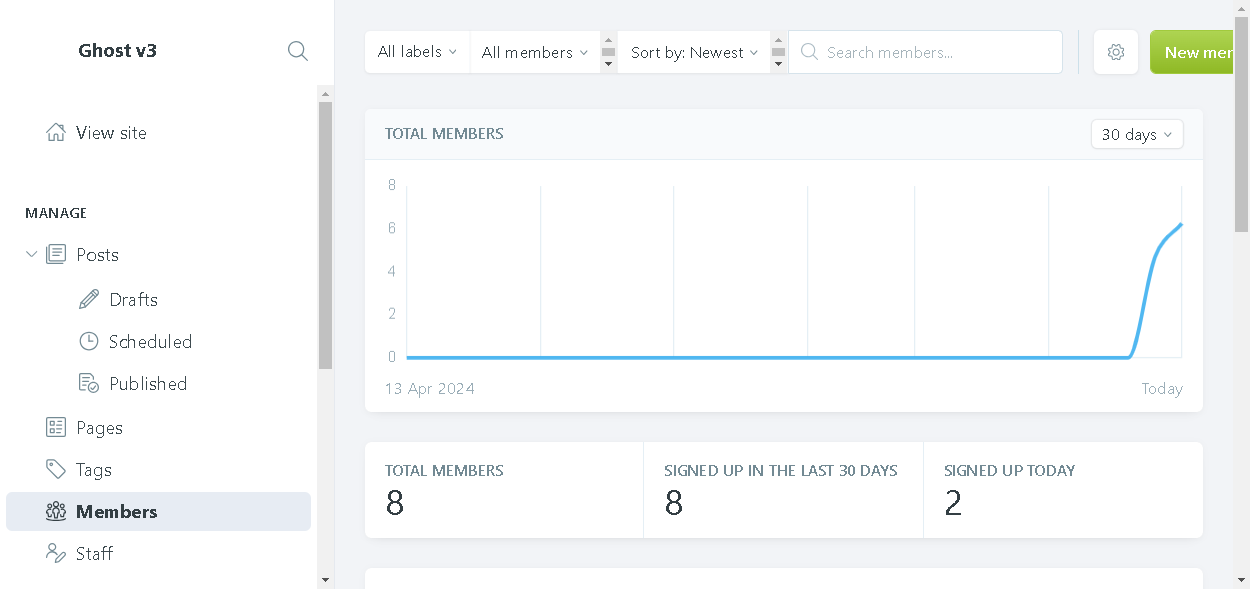 Ghost v3
View site
MANAGE
Posts
Drafts
Scheduled
Published
Pages
Tags
Members
Staff
All labels
All members
Sort by: Newest
Search members...
New mer
TOTAL MEMBERS
30 days
8
6
4
2
0
13 Apr 2024
Today
TOTAL MEMBERS
8
SIGNED UP IN THE LAST 30 DAYS
8
SIGNED UP TODAY
2